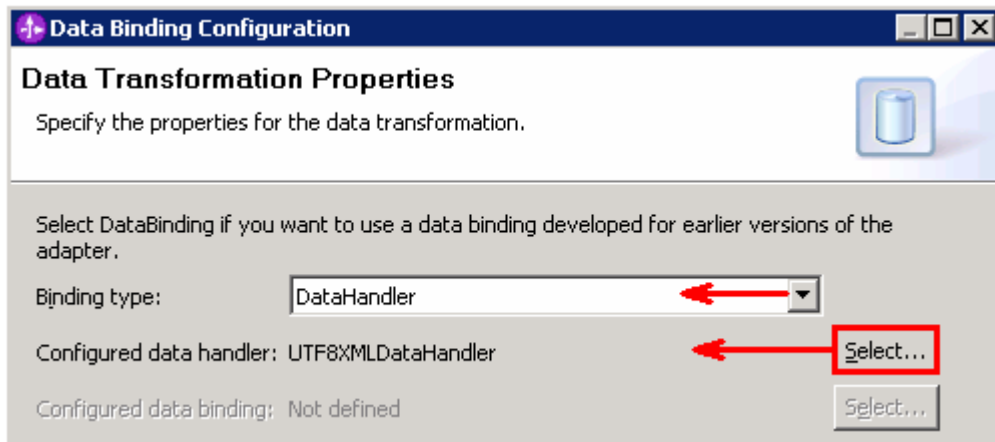 Data Binding Configuration
Data Transformation Properties
Specify the properties for the data transformation.
Select DataBinding if you want to use a data binding developed for earlier versions of the
adapter.
Binding type: DataHandler
Configured data handler: UTF8XMLDataHandler Select...
Configured data binding: Not defined Select...